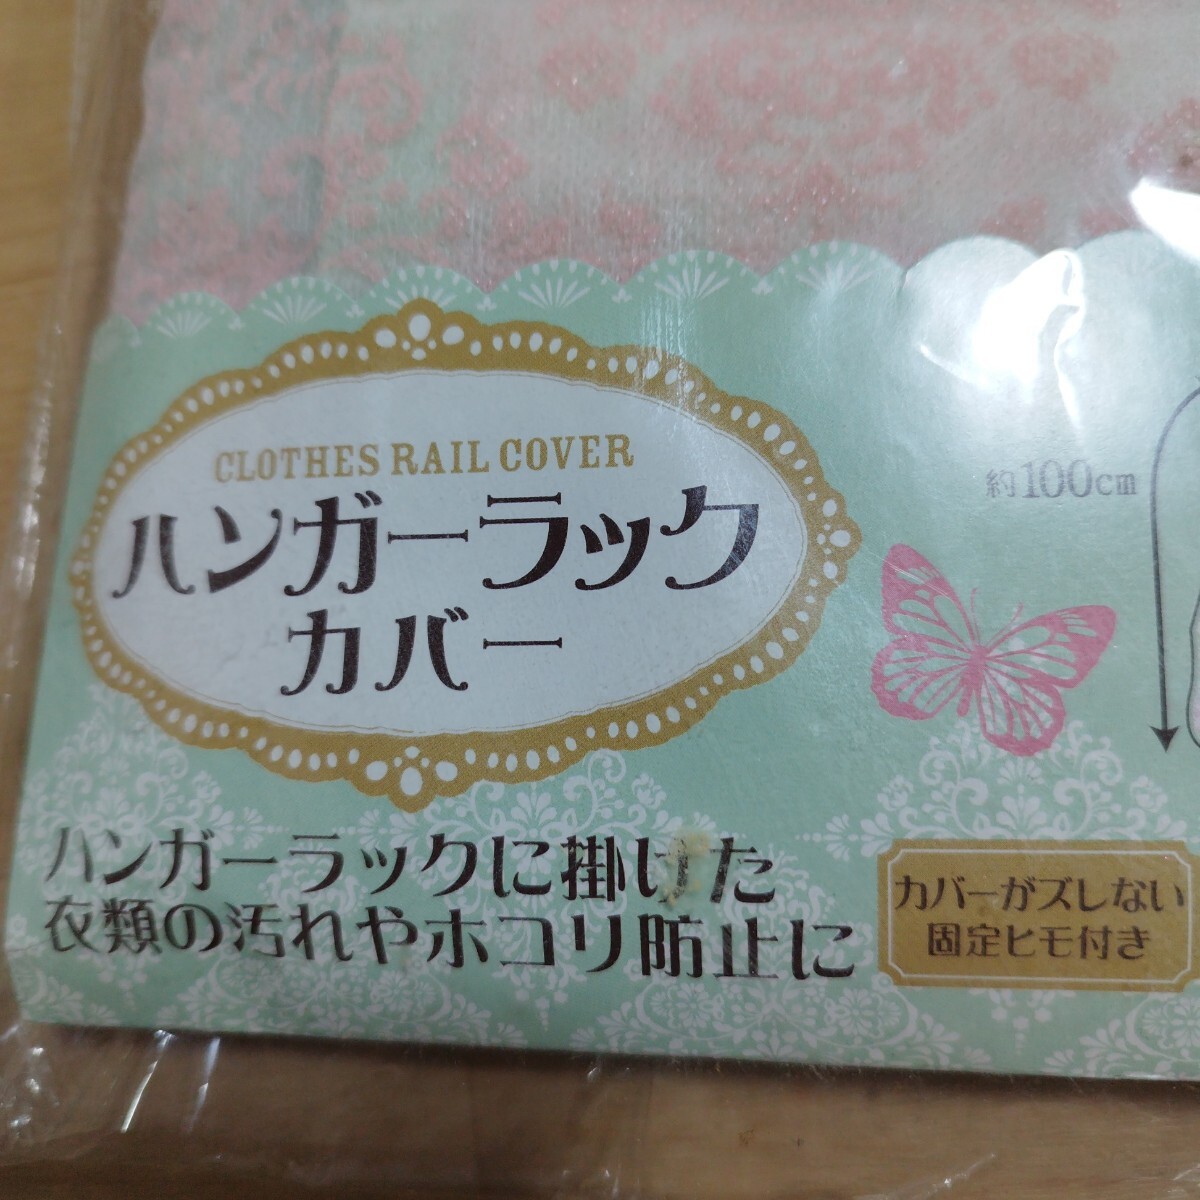 CLOTHES RAIL COVER
ハンガーラック
カバー
約100cm
ハンガーラックに掛けた
衣類の汚れやホコリ防止に
カバーがズレない
固定ヒモ付き